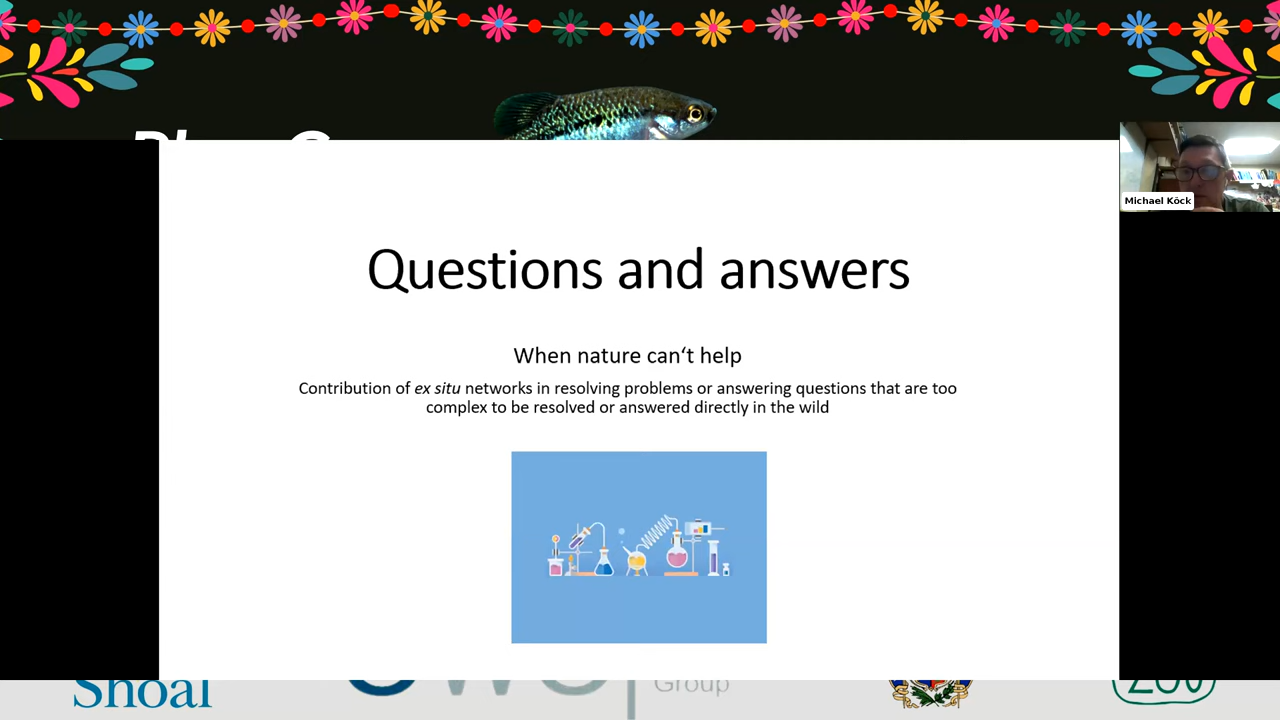 Michael Köck
Questions and answers
When nature can‘t help
Contribution of ex situ networks in resolving problems or answering questions that are too
complex to be resolved or answered directly in the wild
Shoal
Group